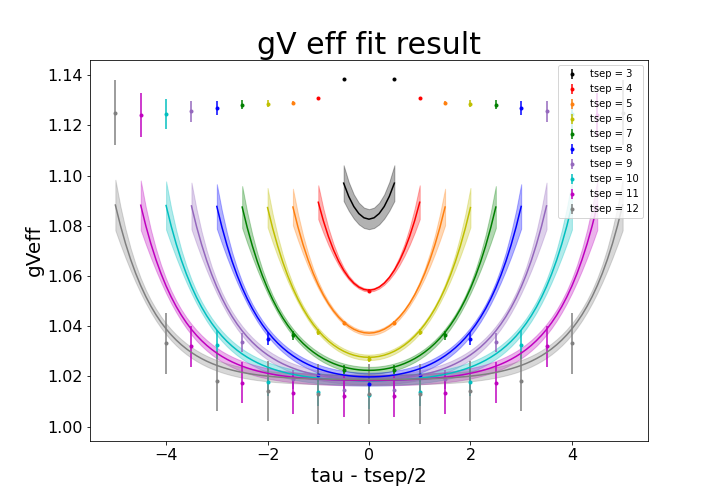 gV eff fit result
gVeff
1.14
1.12
1.10
1.08
1.06
1.04
1.02
1.00
−4
−2
0
2
4
tau - tsep/2
tsep = 3
tsep = 4
tsep = 5
tsep = 6
tsep = 7
tsep = 8
tsep = 9
tsep = 10
tsep = 11
tsep = 12